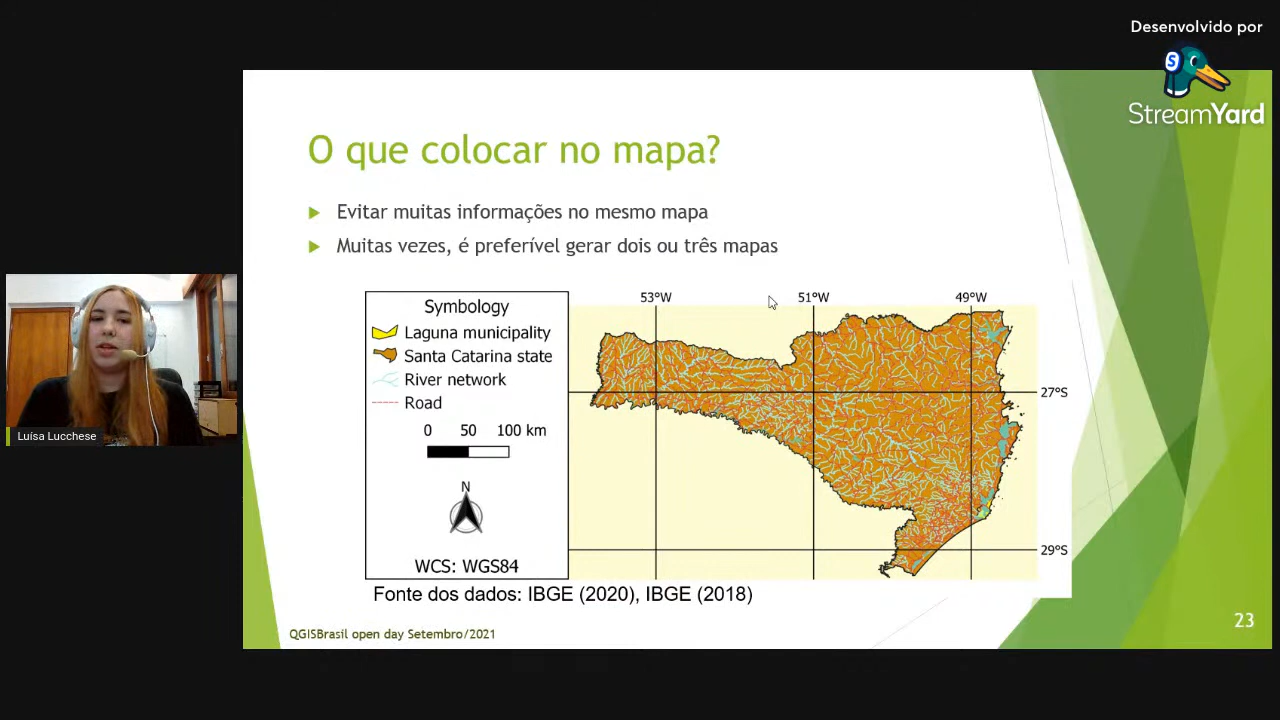 Desenvolvido por
S
StreamYard
O que colocar no mapa?
Evitar muitas informações no mesmo mapa
Muitas vezes, é preferível gerar dois ou três mapas
Symbology
Laguna municipality
Santa Catarina state
River network
Road
0 50 100 km
N
WCS: WGS84
53°W 51°W 49°W
27°S
29°S
Fonte dos dados: IBGE (2020), IBGE (2018)
Luísa Lucchese
QGISBrasil open day Setembro/2021
23